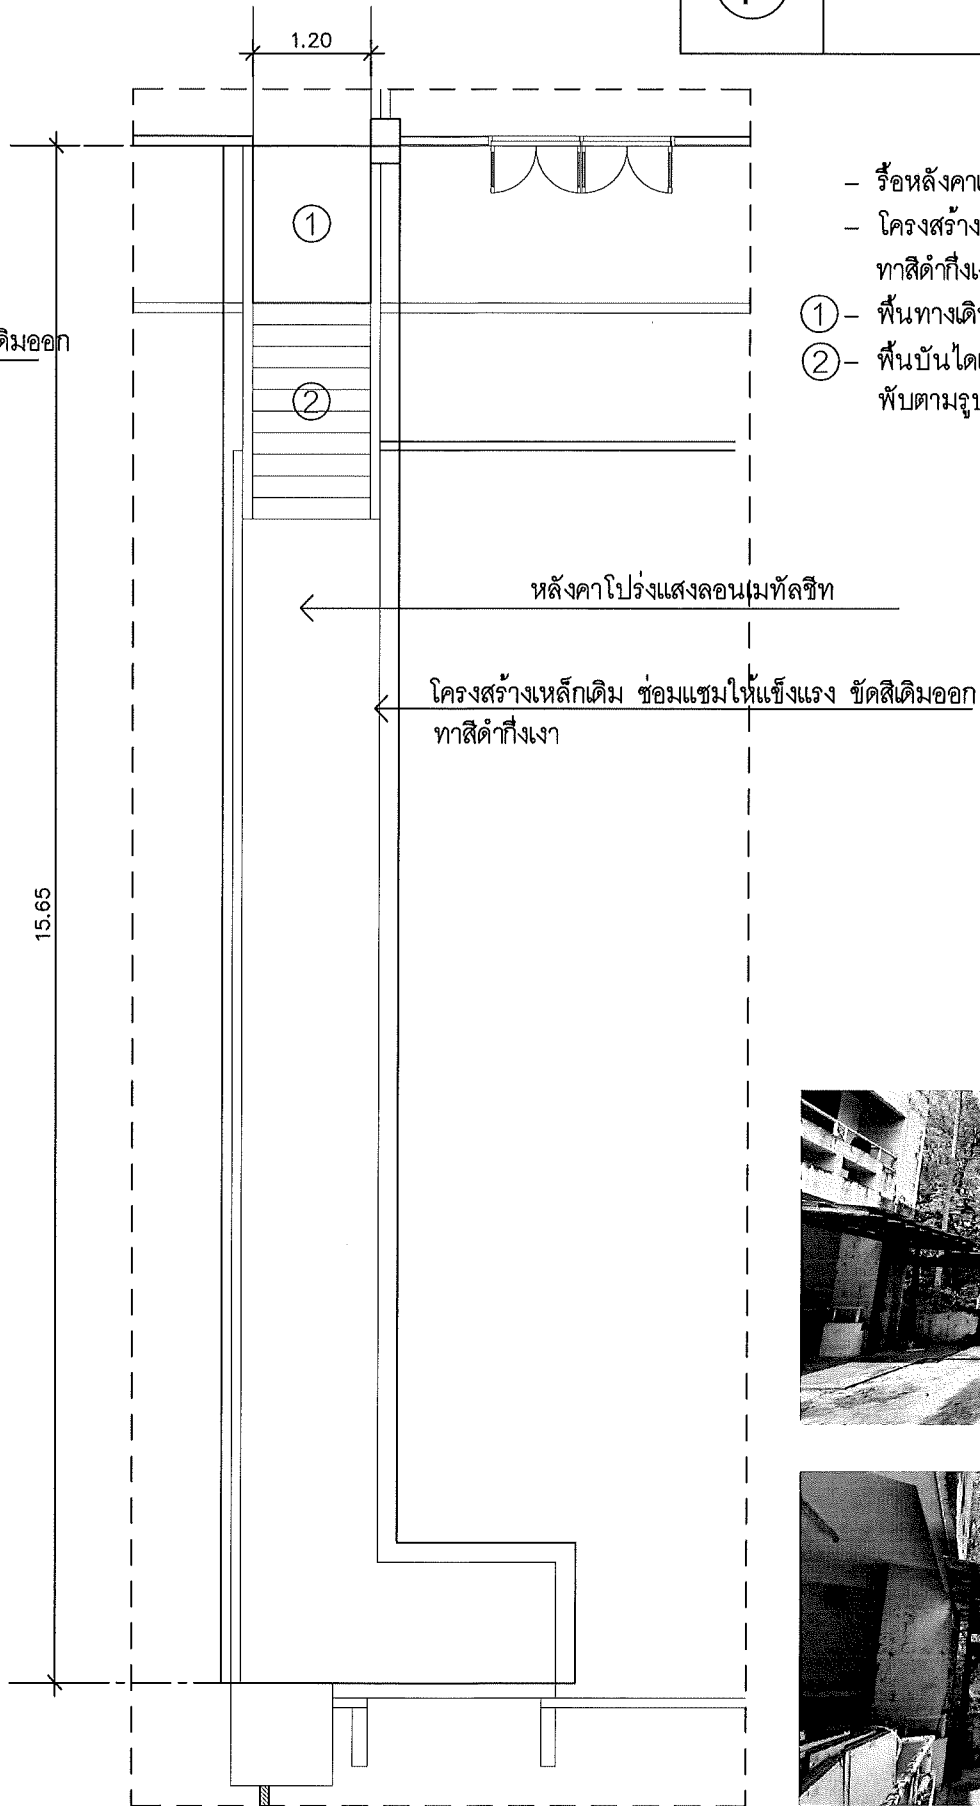 1.20
– รื้อหลังคา
– โครงสร้าง
ทาสีดำกึ่ง
① – พื้นทางเดิ
② – พื้นบันได
พับตามรูป
ดิมออก
①
②
หลังคาโปร่งแสงลอนเมทัลชีท
โครงสร้างเหล็กเดิม ซ่อมแซมให้แข็งแรง ขัดสีเดิมออก
ทาสีดำกึ่งเงา
15.65